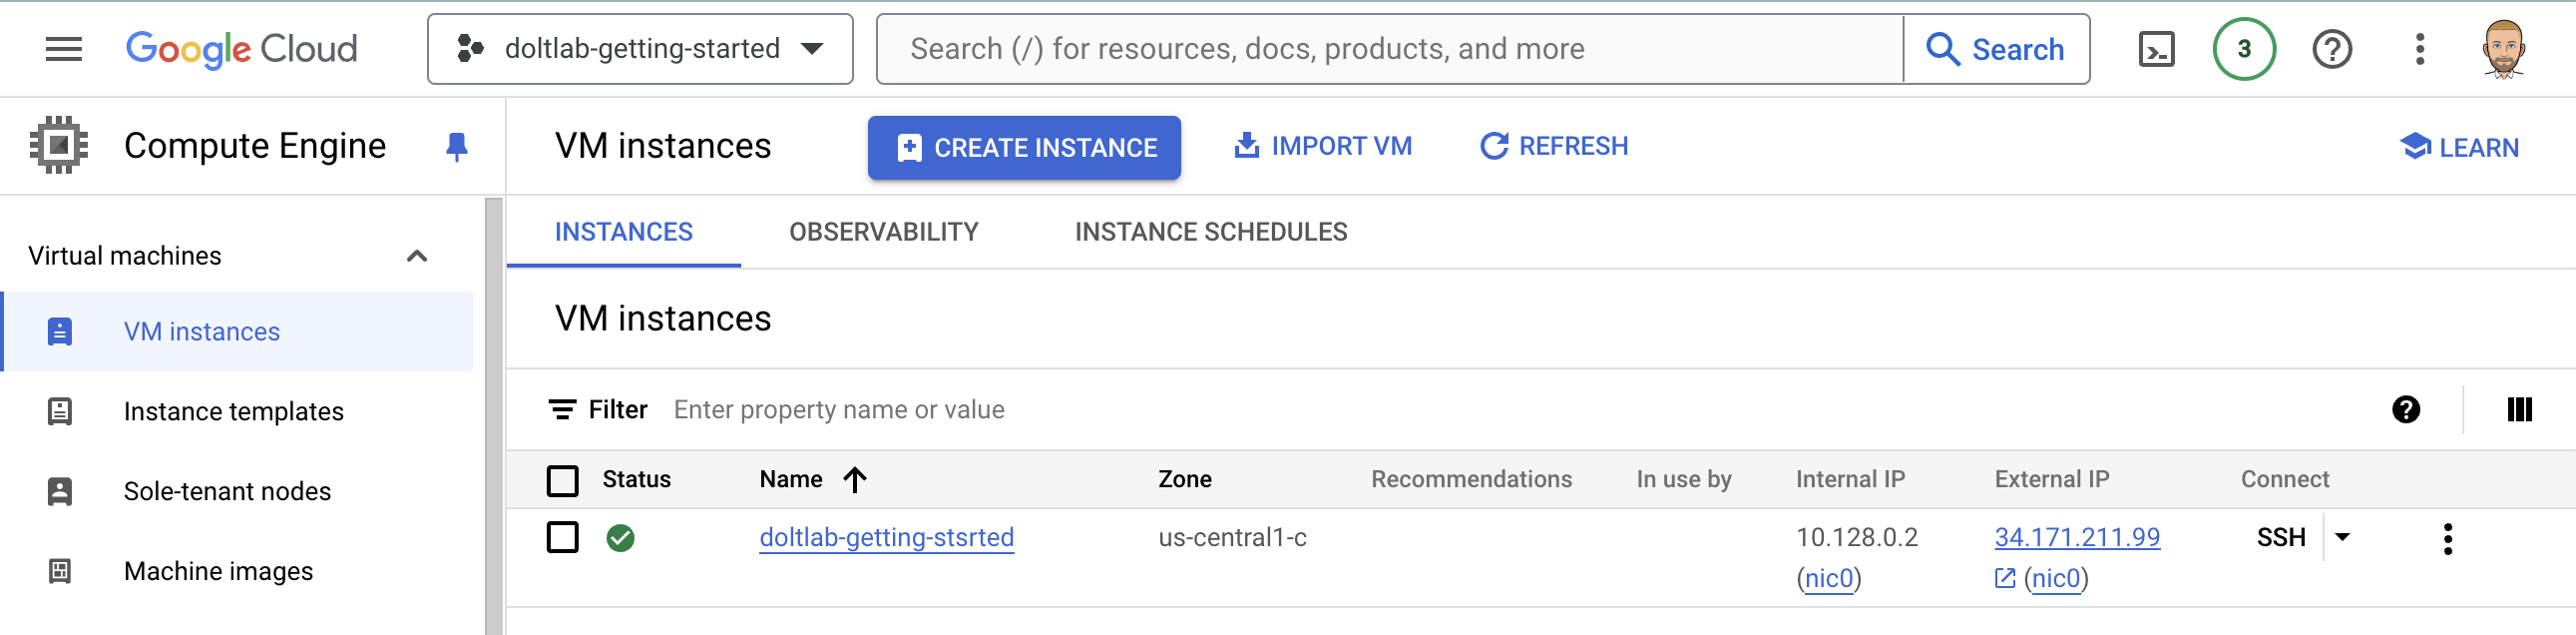 Google Cloud
doltlab-getting-started
Search (/) for resources, docs, products, and more
Search
3
Compute Engine
VM instances
CREATE INSTANCE
IMPORT VM
REFRESH
LEARN
Virtual machines
VM instances
Instance templates
Sole-tenant nodes
Machine images
INSTANCES
OBSERVABILITY
INSTANCE SCHEDULES
VM instances
Filter Enter property name or value
Status Name Zone Recommendations In use by Internal IP External IP Connect
doltlab-getting-stsrted us-central1-c 10.128.0.2 34.171.211.99 SSH
(nic0) (nic0)